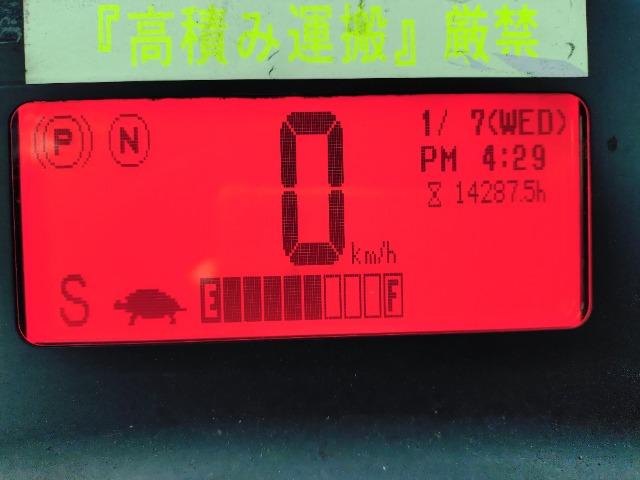 『高積み運搬』厳禁
P N
0 km/h
1/ 7(WED)
PM 4:29
14287.5h
S
E F